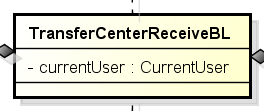 TransferCenterReceiveBL
- currentUser : CurrentUser